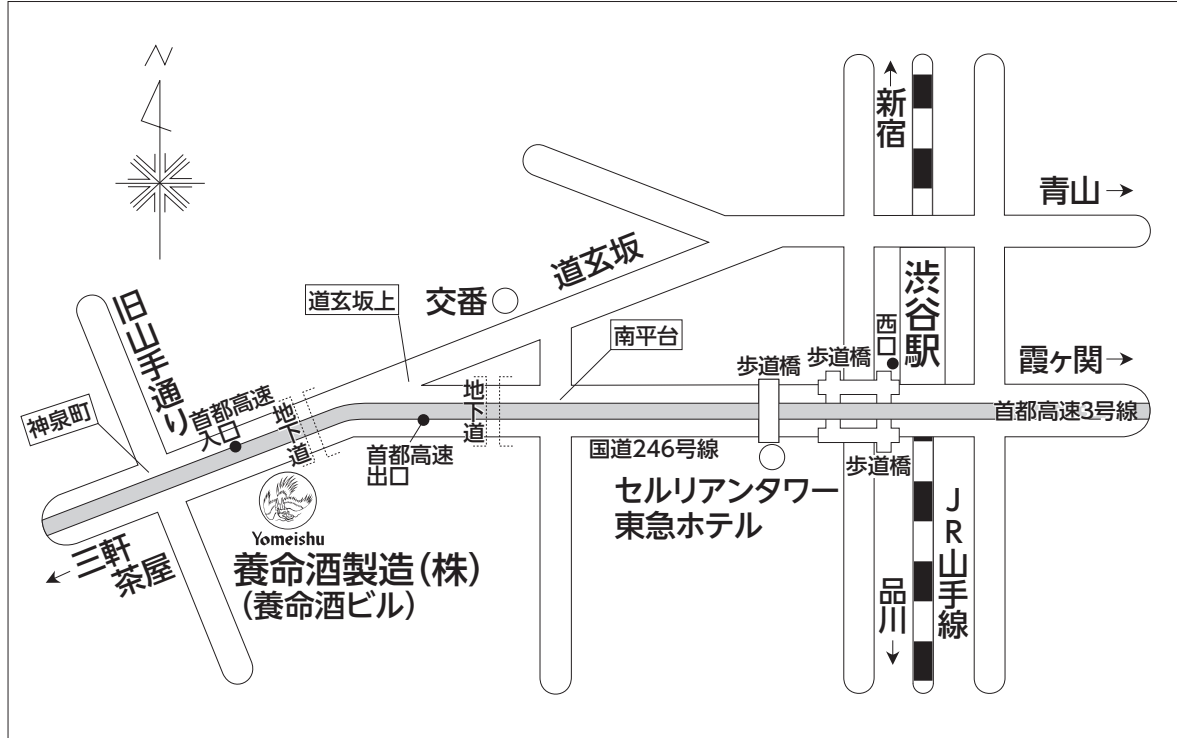 N
新宿
青山
道玄坂
渋谷駅
旧山手通り
道玄坂上
交番
南平台
西口
歩道橋
歩道橋
霞ヶ関
神泉町
首都高速
入口
地下道
地下道
首都高速3号線
首都高速
出口
国道246号線
歩道橋
セルリアンタワー
東急ホテル
JR山手線
Yomeishu
三軒
茶屋
養命酒製造(株)
(養命酒ビル)
品川